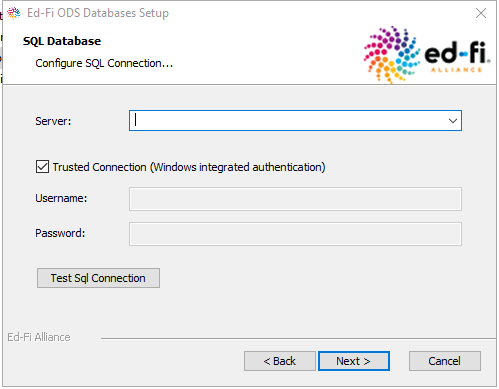 Ed-Fi ODS Databases Setup
SQL Database
Configure SQL Connection...
ed-fi
ALLIANCE
Server:
Trusted Connection (Windows integrated authentication)
Username:
Password:
Test Sql Connection
Ed-Fi Alliance
< Back Next > Cancel